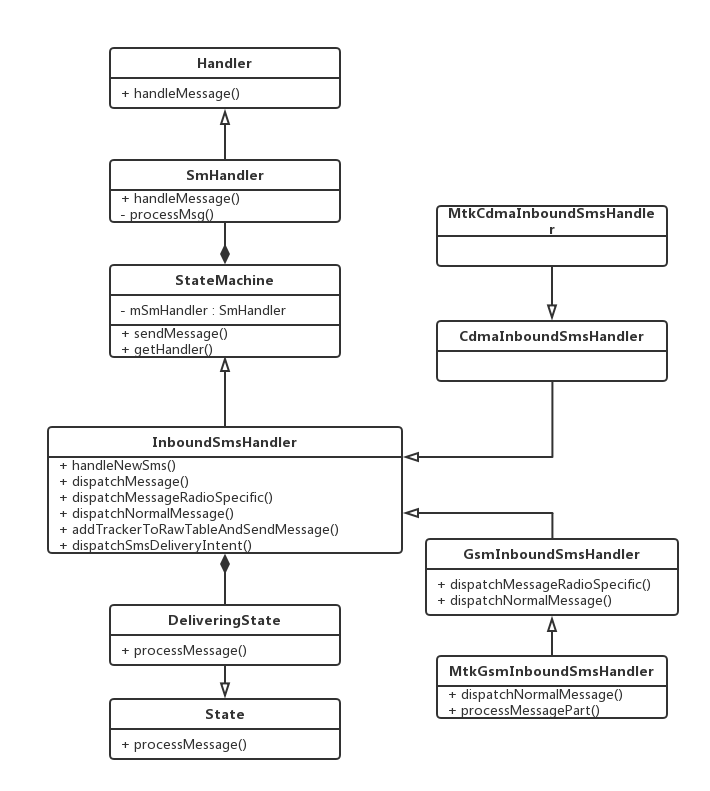 Handler
+ handleMessage()
SmHandler
+ handleMessage()
- processMsg()
StateMachine
- mSmHandler : SmHandler
+ sendMessage()
+ getHandler()
InboundSmsHandler
+ handleNewSms()
+ dispatchMessage()
+ dispatchMessageRadioSpecific()
+ dispatchNormalMessage()
+ addTrackerToRawTableAndSendMessage()
+ dispatchSmsDeliveryIntent()
DeliveringState
+ processMessage()
State
+ processMessage()
MtkCdmaInboundSmsHandle
r
CdmaInboundSmsHandler
GsmInboundSmsHandler
+ dispatchMessageRadioSpecific()
+ dispatchNormalMessage()
MtkGsmInboundSmsHandler
+ dispatchNormalMessage()
+ processMessagePart()